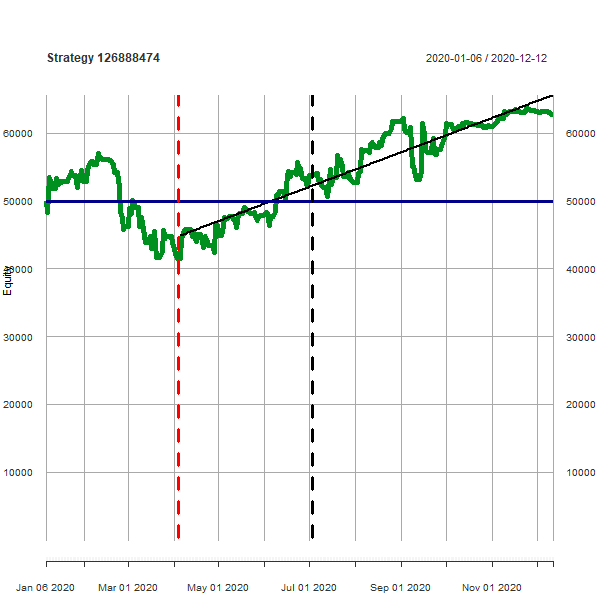 Strategy 126888474
2020-01-06 / 2020-12-12
60000
60000
50000
50000
40000
40000
30000
30000
20000
20000
10000
10000
Equity
Jan 06 2020
Mar 01 2020
May 01 2020
Jul 01 2020
Sep 01 2020
Nov 01 2020